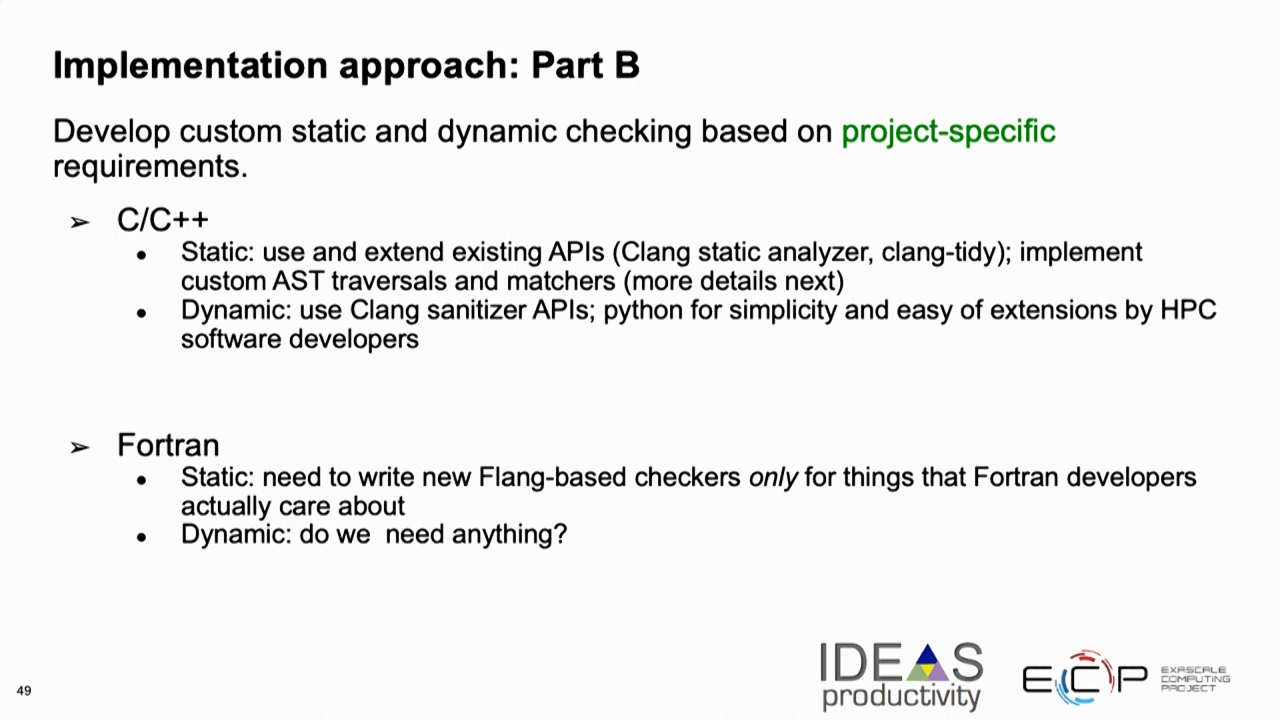 Implementation approach: Part B
Develop custom static and dynamic checking based on project-specific
requirements.
➢ C/C++
• Static: use and extend existing APIs (Clang static analyzer, clang-tidy); implement
custom AST traversals and matchers (more details next)
• Dynamic: use Clang sanitizer APIs; python for simplicity and easy of extensions by HPC
software developers
➢ Fortran
• Static: need to write new Flang-based checkers only for things that Fortran developers
actually care about
• Dynamic: do we  need anything?
49
IDEAS
productivity
ECP
EXASCALE
COMPUTING
PROJECT